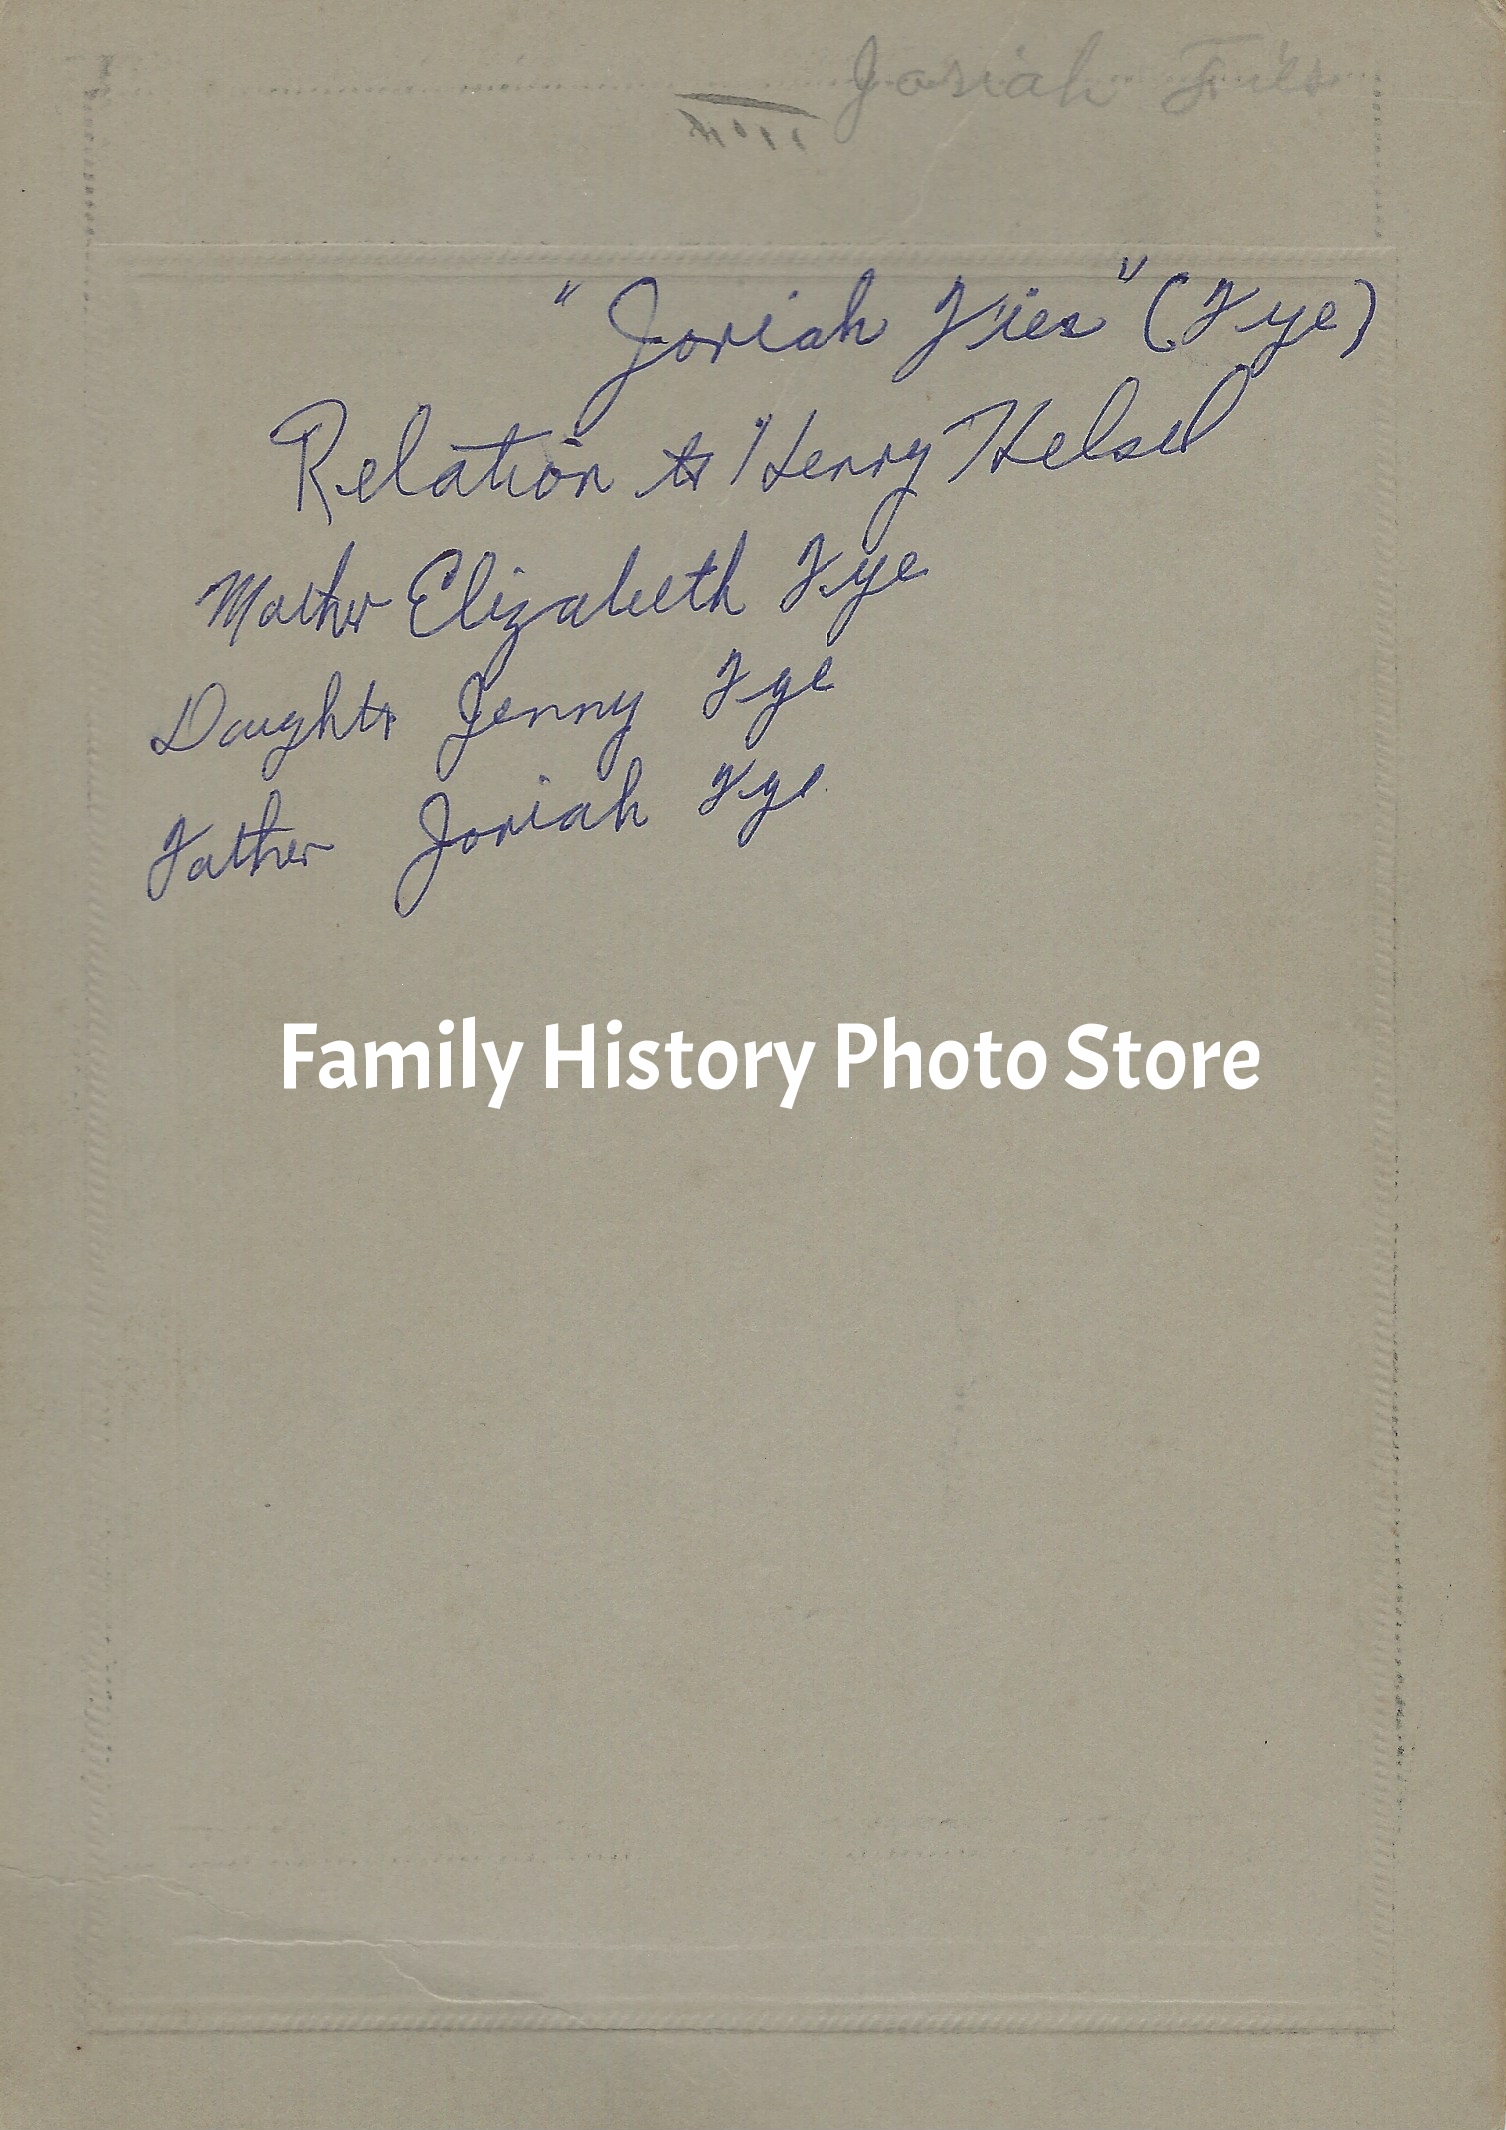 Josiah Fies
"Josiah Fies" (Fye)
Relation to Henry Helsel
Mother Elizabeth Fye
Daughtr Jenny Fye
Father Josiah Fye
Family History Photo Store